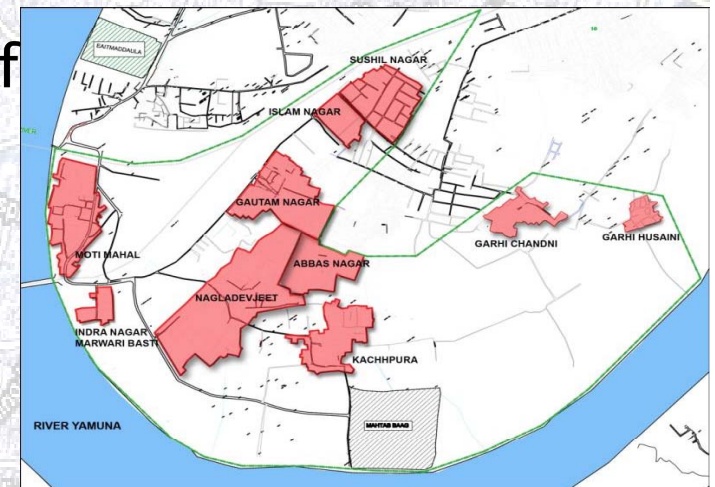 f
EAITMADDAULA
SUSHIL NAGAR
ISLAM NAGAR
GAUTAM NAGAR
MOTI MAHAL
ABBAS NAGAR
GARHI CHANDNI
GARHI HUSAINI
NAGLADEVJEET
INDRA NAGAR
MARWARI BASTI
KACHHPURA
RIVER YAMUNA
MAHTAB BAAG